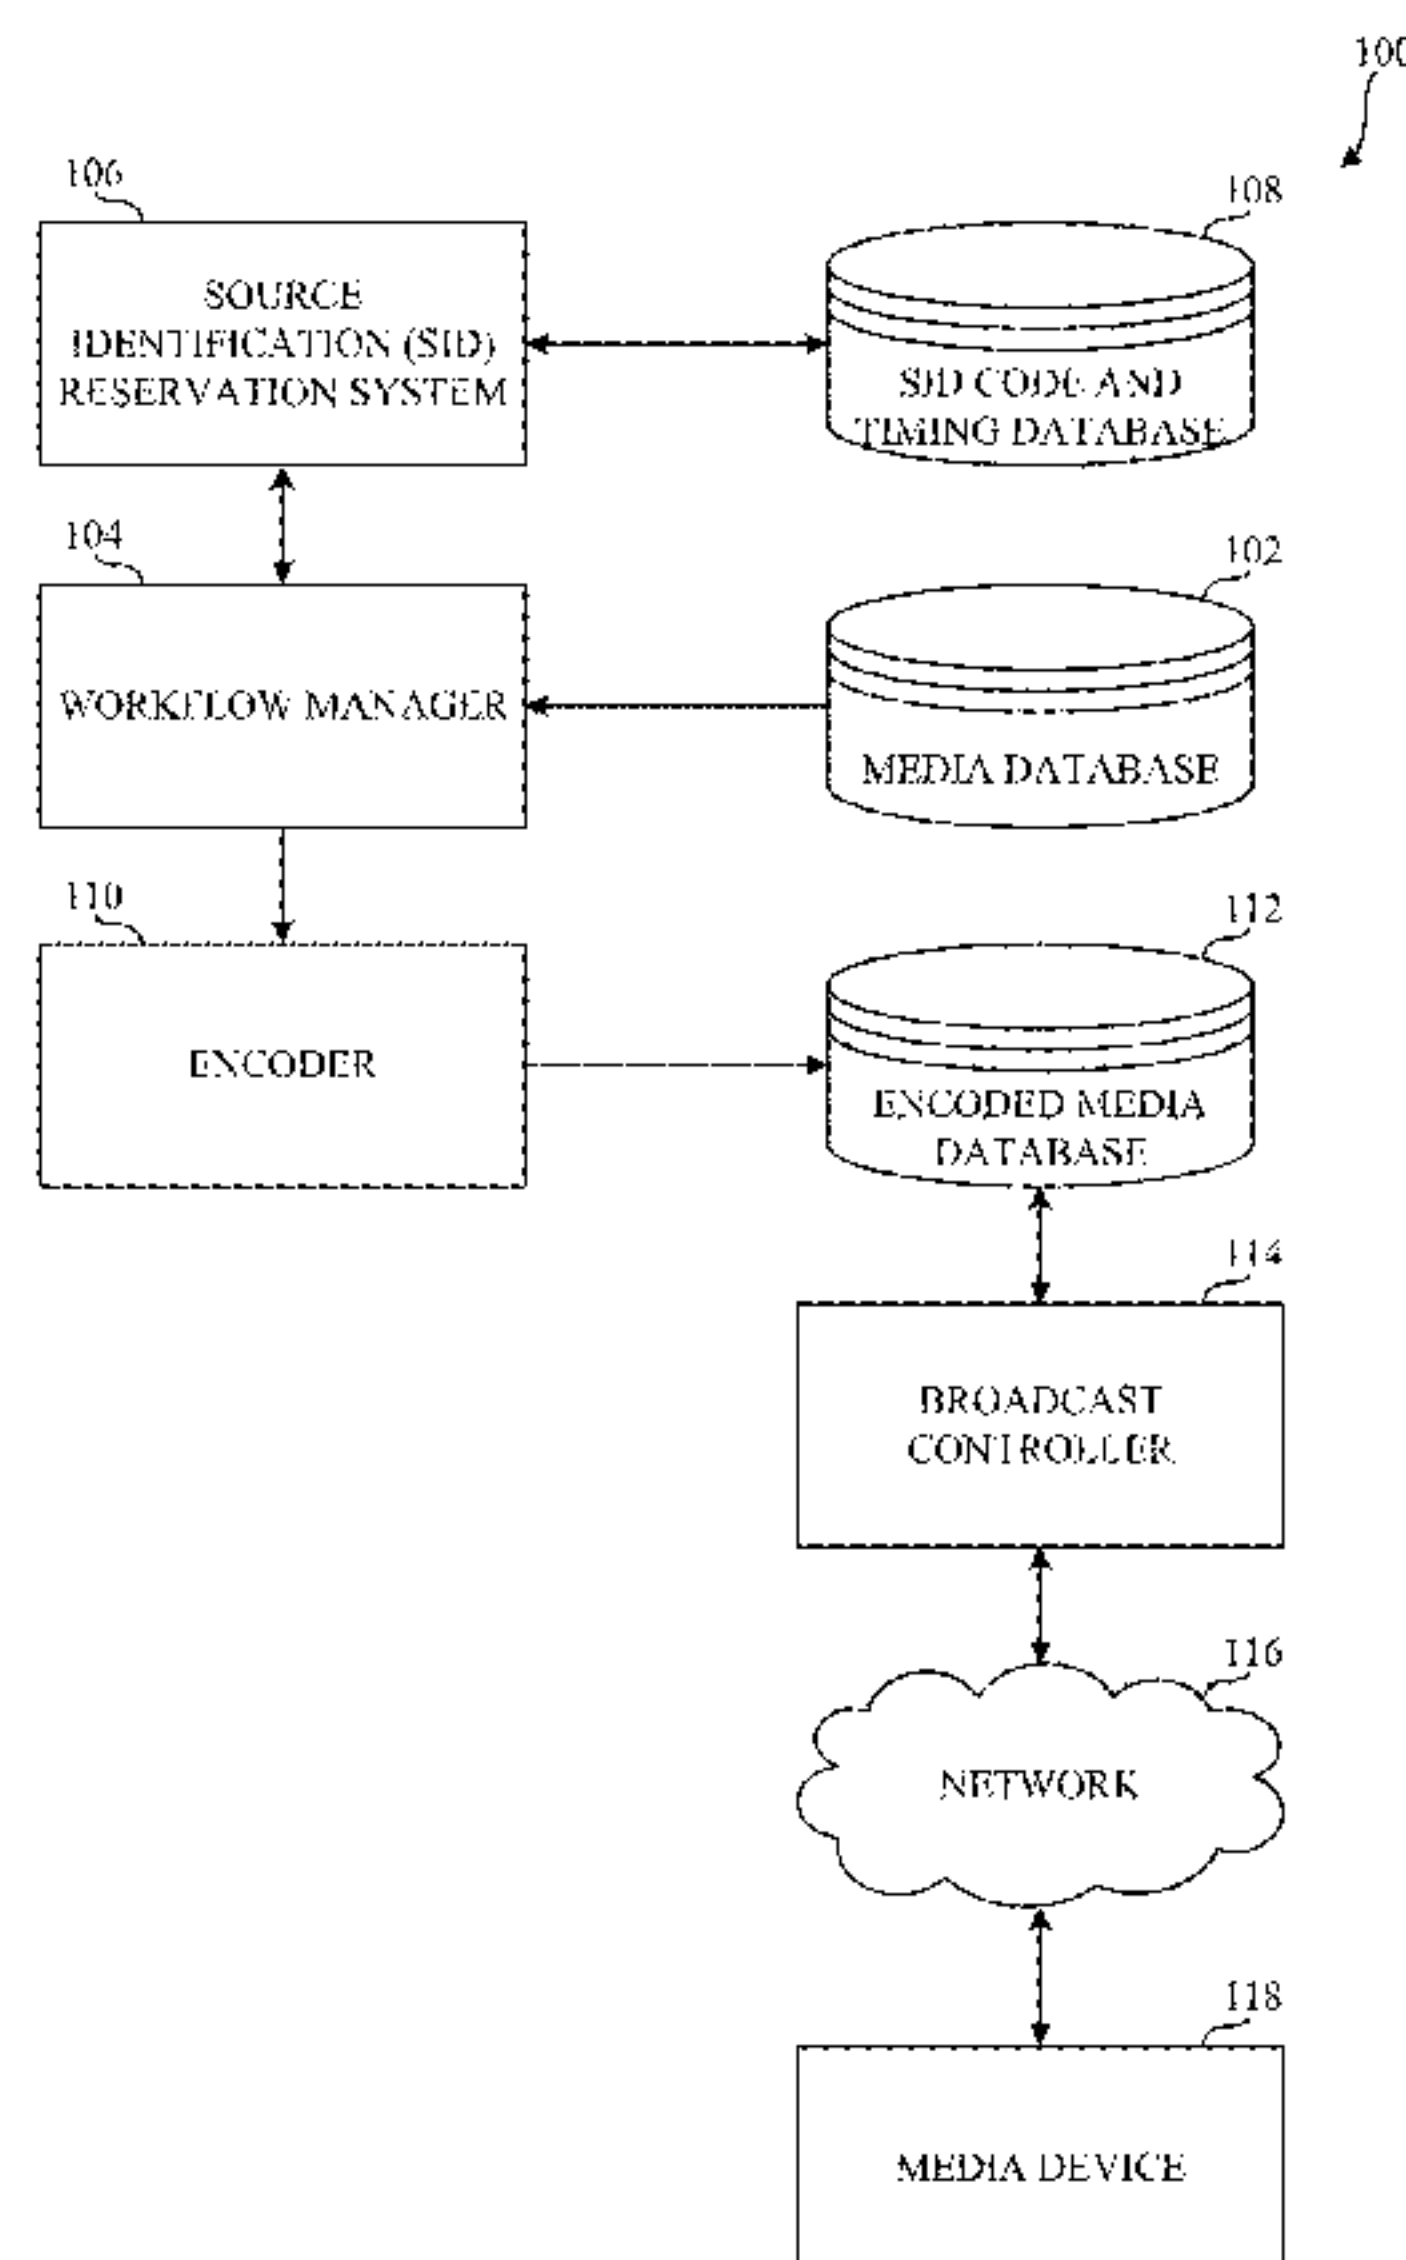 100
106
SOURCE
IDENTIFICATION (SID)
RESERVATION SYSTEM
108
SID CODE AND
TIMING DATABASE
104
WORKFLOW MANAGER
102
MEDIA DATABASE
110
ENCODER
112
ENCODED MEDIA
DATABASE
114
BROADCAST
CONTROLLER
116
NETWORK
118
MEDIA DEVICE